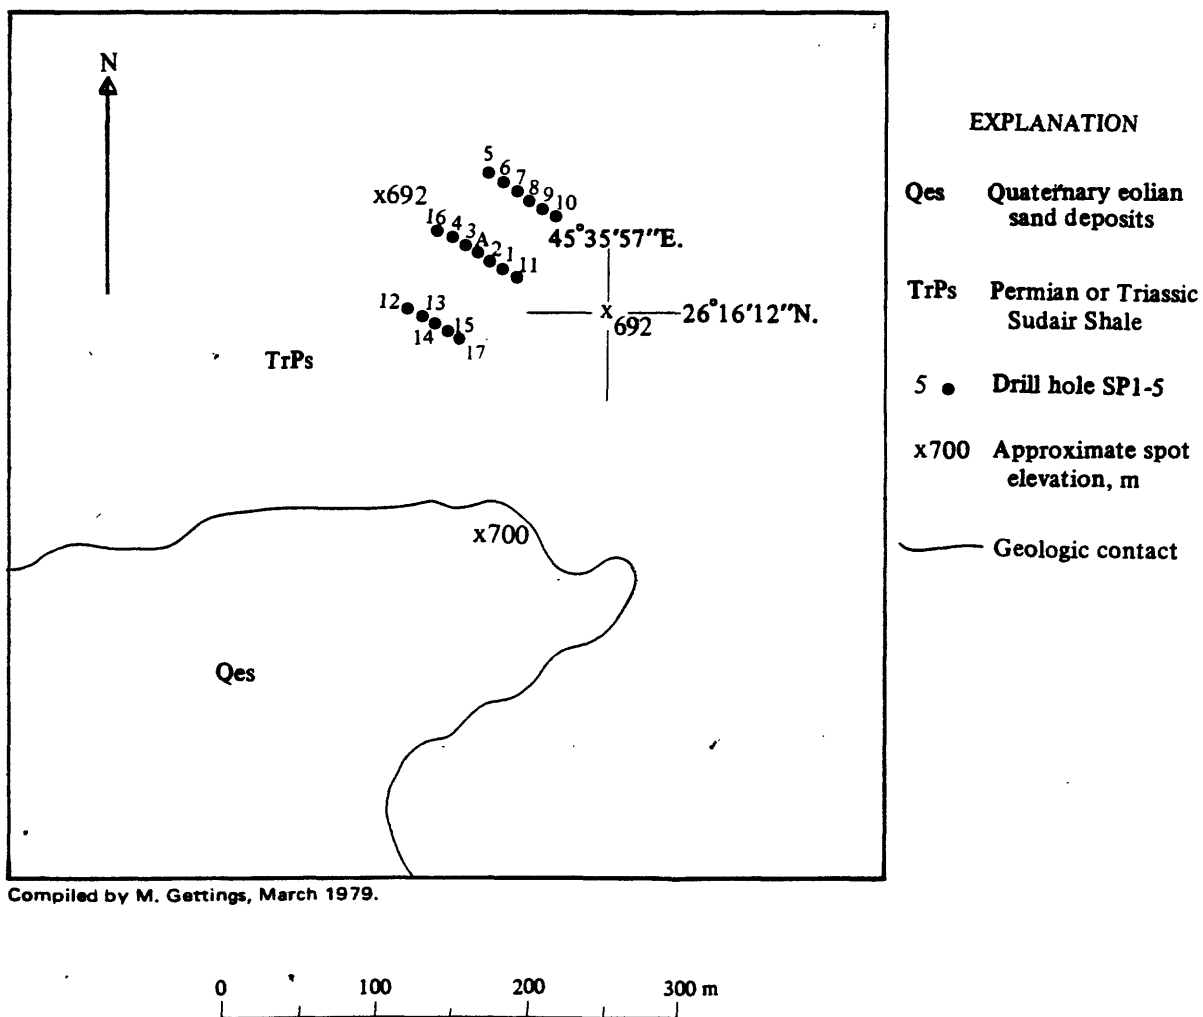 N
5
6
7
8
9
10
x692
16
4
3
A
2
1
11
45°35'57"E.
12
13
14
15
17
x
692
26°16'12"N.
TrPs
x700
Qes
Compiled by M. Gettings, March 1979.
0 100 200 300 m
EXPLANATION
Qes Quaternary eolian
sand deposits
TrPs Permian or Triassic
Sudair Shale
5 Drill hole SP1-5
x700 Approximate spot
elevation, m
Geologic contact